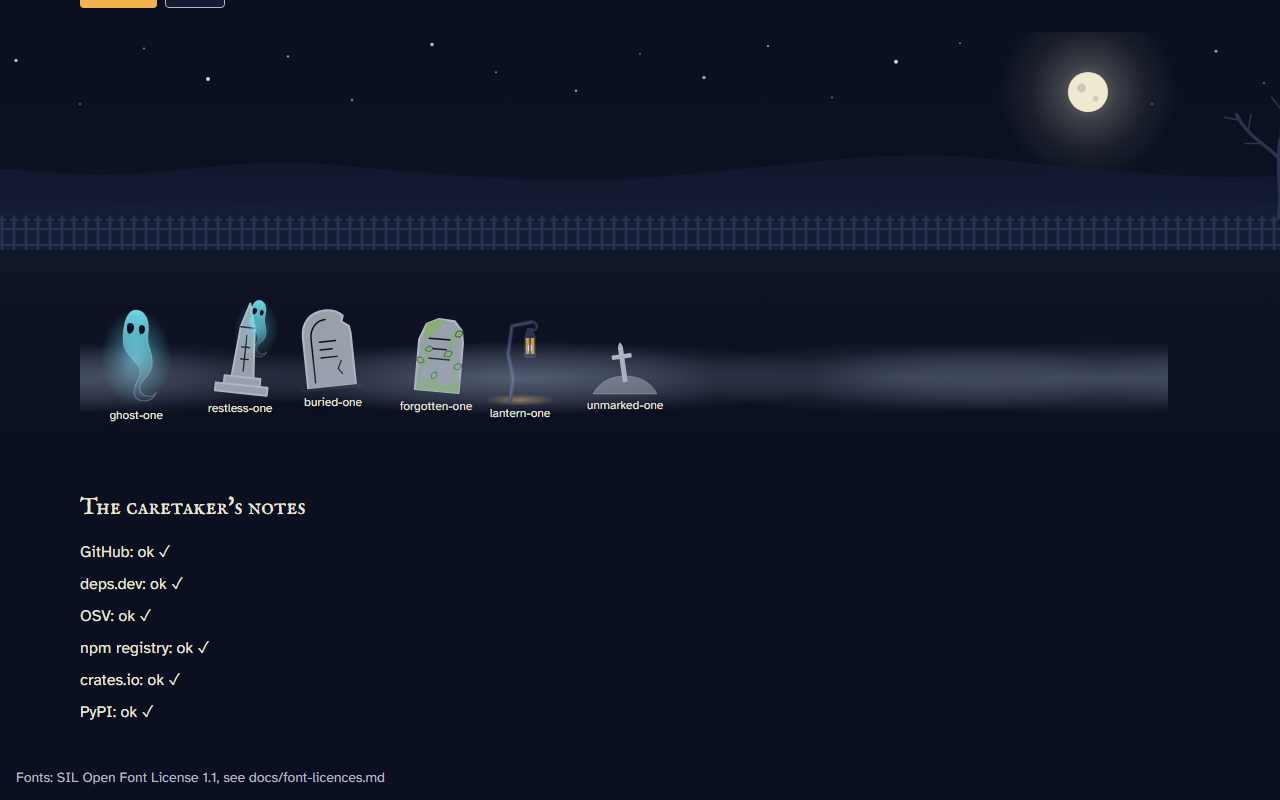 ghost-one
restless-one
buried-one
forgotten-one
lantern-one
unmarked-one
The caretaker's notes
GitHub: ok ✓
deps.dev: ok ✓
OSV: ok ✓
npm registry: ok ✓
crates.io: ok ✓
PyPI: ok ✓
Fonts: SIL Open Font License 1.1, see docs/font-licences.md